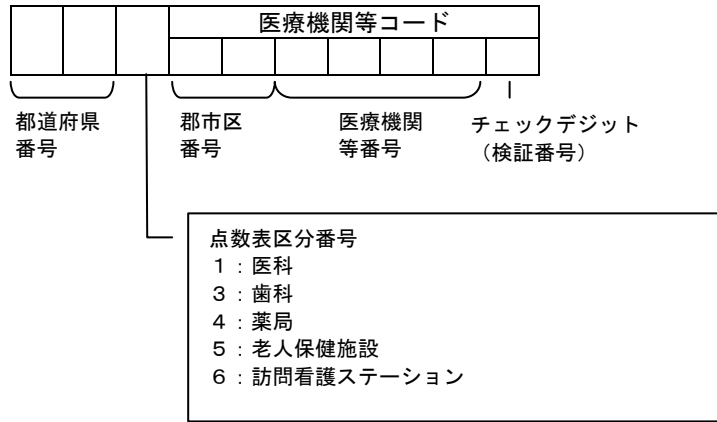 医療機関等コード
都道府県
番号
郡市区
番号
医療機関
等番号
チェックデジット
（検証番号）
点数表区分番号
１：医科
３：歯科
４：薬局
５：老人保健施設
６：訪問看護ステーション